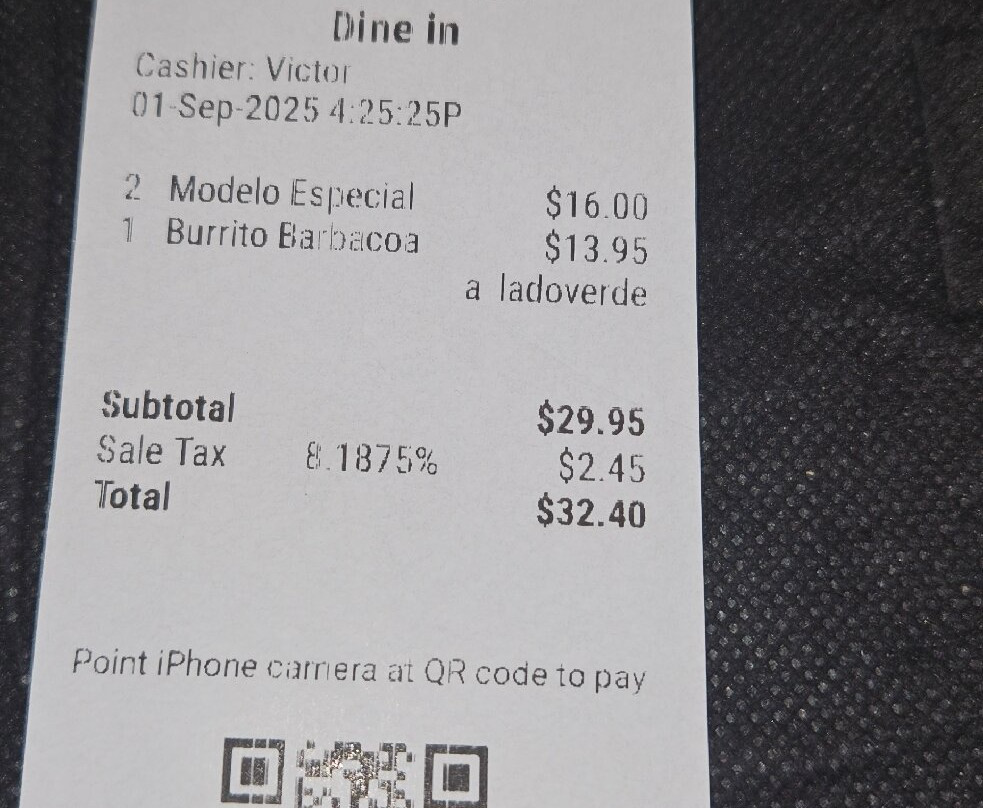 Dine in
Cashier: Victor
01-Sep-2025 4:25:25P
2 Modelo Especial $16.00
1 Burrito Barbacoa $13.95
a ladoverde
Subtotal $29.95
Sale Tax 8.1875% $2.45
Total $32.40
Point iPhone camera at QR code to pay